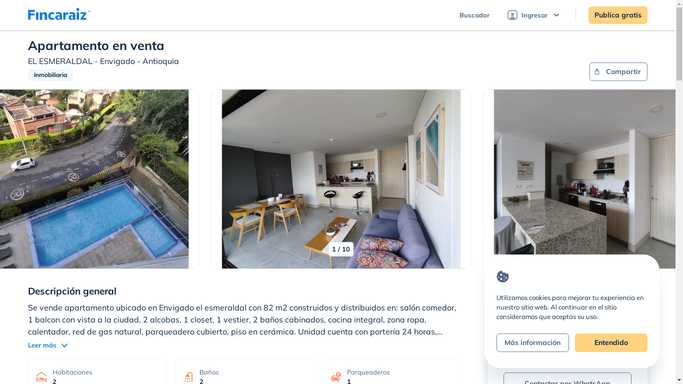 Fincaraiz
Buscador
Ingresar
Publica gratis
Apartamento en venta
EL ESMERALDAL - Envigado - Antioquia
Inmobiliaria
Compartir
1 / 10
Descripción general
Se vende apartamento ubicado en Envigado el esmeraldal con 82 m2 construidos y distribuidos en: salón comedor,
1 balcon con vista a la ciudad, 2 alcobas, 1 closet, 1 vestier, 2 baños cabinados, cocina integral, zona ropa,
calentador, red de gas natural, parqueadero cubierto, piso en cerámica. Unidad cuenta con portería 24 horas,...
Leer más
Habitaciones
2
Baños
2
Parqueaderos
1
Utilizamos cookies para mejorar tu experiencia en
nuestro sitio web. Al continuar en el sitio
consideramos que aceptas su uso.
Más información
Entendido
Contactar por WhatsApp